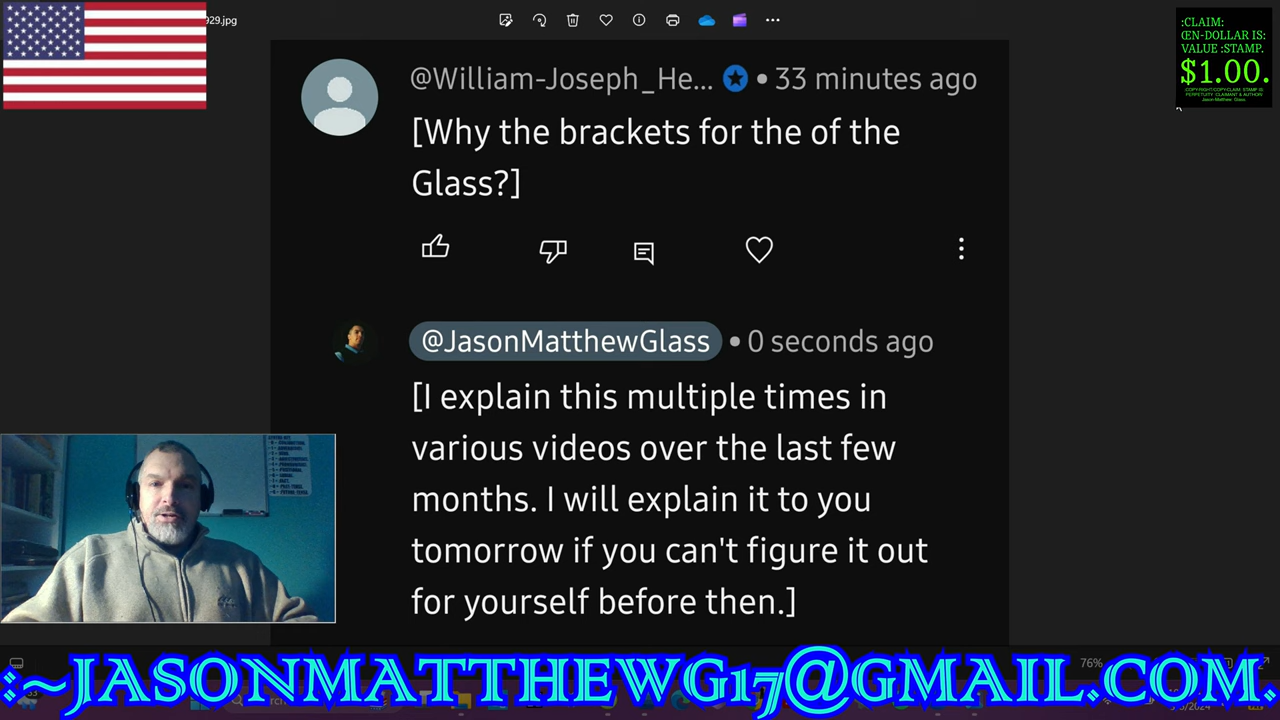 929.jpg
:CLAIM:
ŒN-DOLLAR IS:
VALUE :STAMP.
$1.00.
Jason Matthew: Glass.
@William-Joseph_He... • 33 minutes ago
[Why the brackets for the of the
Glass?]
@JasonMatthewGlass • 0 seconds ago
[I explain this multiple times in
various videos over the last few
months. I will explain it to you
tomorrow if you can't figure it out
for yourself before then.]
76%
:~JASONMATTHEWG17@GMAIL.COM.